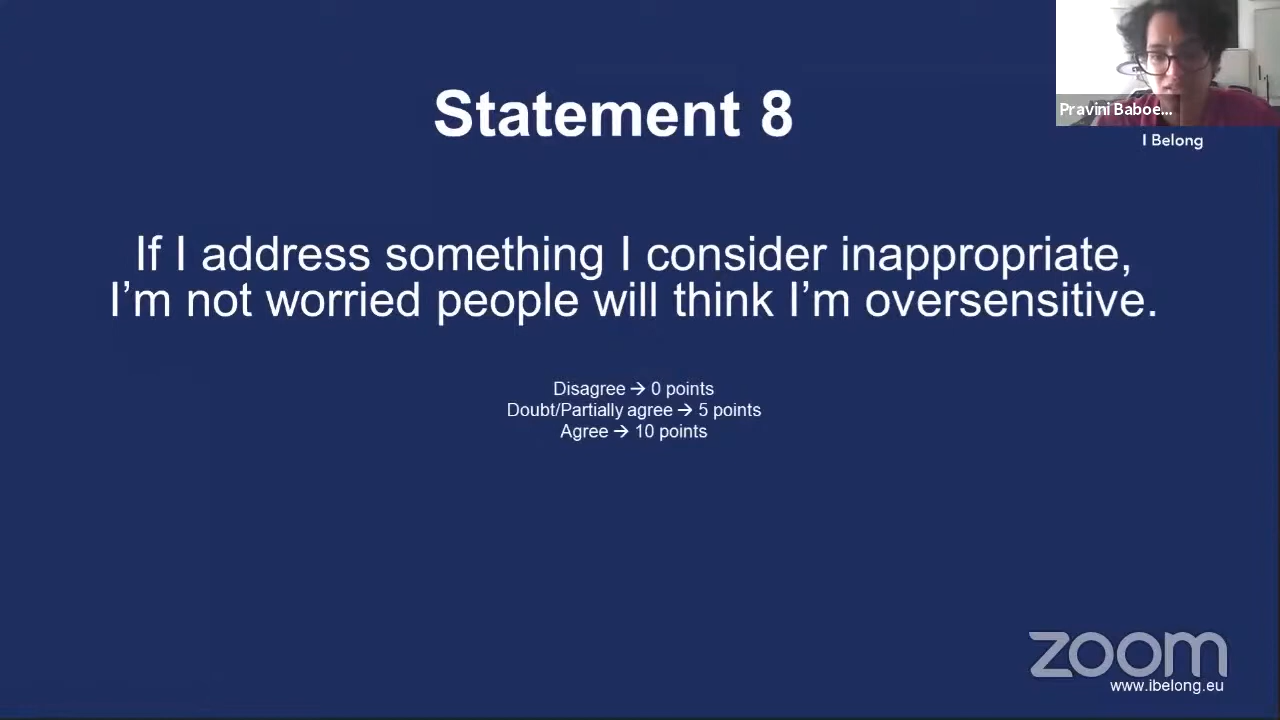 Statement 8
Pravini Baboe...
I Belong
If I address something I consider inappropriate,
I’m not worried people will think I’m oversensitive.
Disagree → 0 points
Doubt/Partially agree → 5 points
Agree → 10 points
zoom
www.ibelong.eu